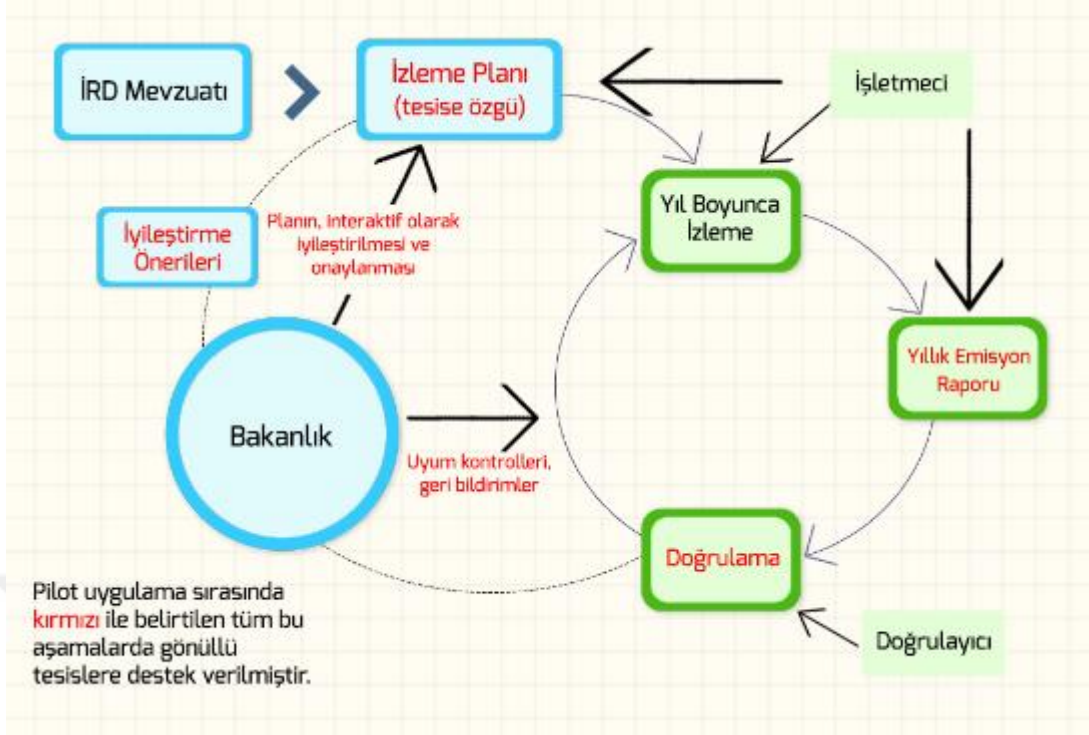 İRD Mevzuatı
İzleme Planı
(tesise özgü)
İşletmeci
Yıl Boyunca
İzleme
İyileştirme
Önerileri
Planın, interaktif olarak
iyileştirilmesi ve
onaylanması
Yıllık Emisyon
Raporu
Bakanlık
Uyum kontrolleri,
geri bildirimler
Doğrulama
Doğrulayıcı
Pilot uygulama sırasında
kırmızı ile belirtilen tüm bu
aşamalarda gönüllü
tesislere destek verilmiştir.